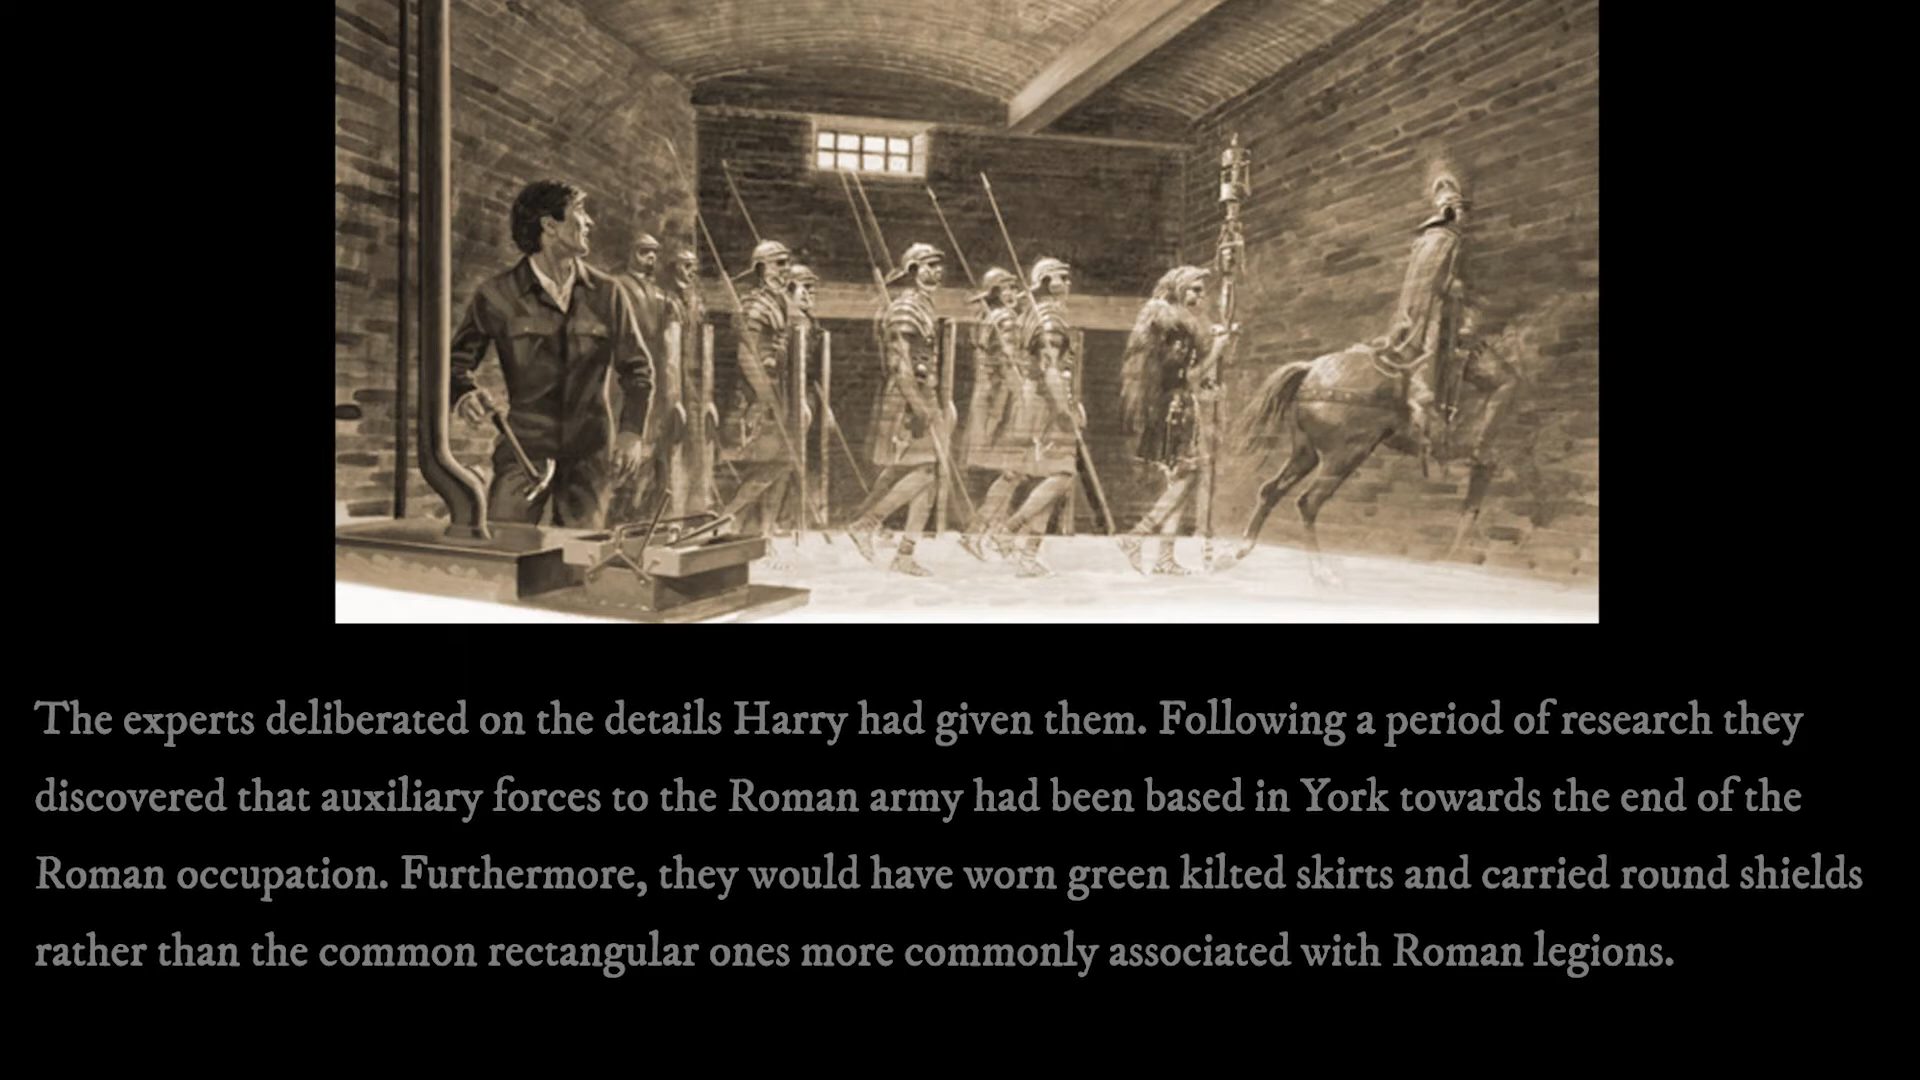 The experts deliberated on the details Harry had given them. Following a period of research they
discovered that auxiliary forces to the Roman army had been based in York towards the end of the
Roman occupation. Furthermore, they would have worn green kilted skirts and carried round shields
rather than the common rectangular ones more commonly associated with Roman legions.